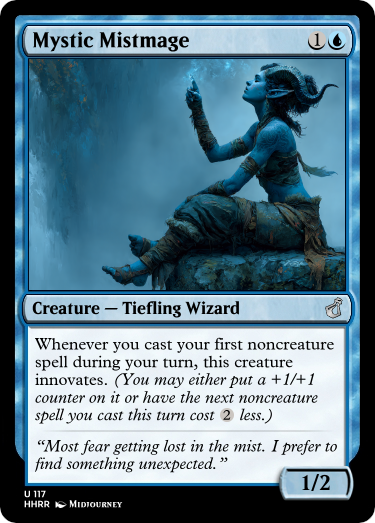 Mystic Mistmage 1
Creature — Tiefling Wizard
Whenever you cast your first noncreature
spell during your turn, this creature
innovates. (You may either put a +1/+1
counter on it or have the next noncreature
spell you cast this turn cost 2 less.)
“Most fear getting lost in the mist. I prefer to
find something unexpected.”
1/2
U 117
HHRR Midjourney